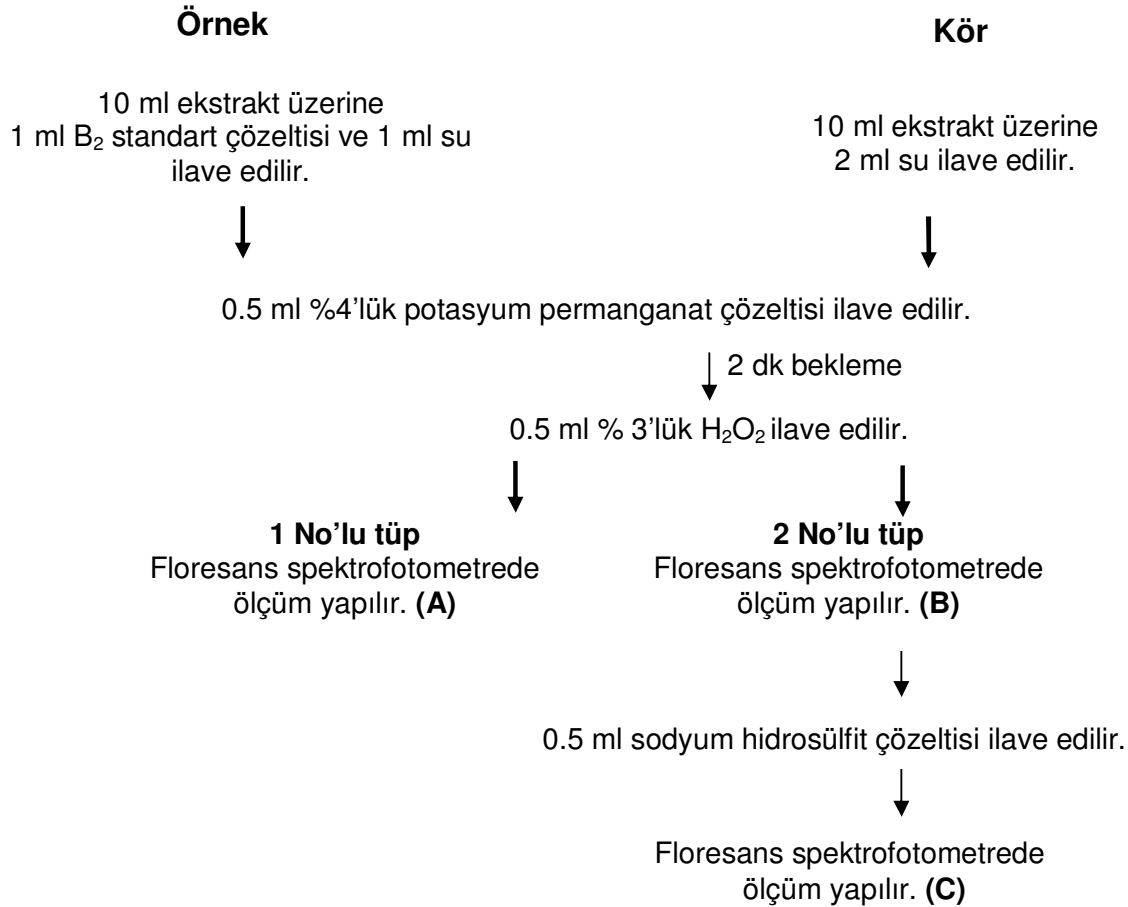 Örnek
Kör
10 ml ekstrakt üzerine
1 ml B₂ standart çözeltisi ve 1 ml su
ilave edilir.
10 ml ekstrakt üzerine
2 ml su ilave edilir.
0.5 ml %4’lük potasyum permanganat çözeltisi ilave edilir.
2 dk bekleme
0.5 ml % 3’lük H₂O₂ ilave edilir.
1 No’lu tüp
Floresans spektrofotometrede
ölçüm yapılır. (A)
2 No’lu tüp
Floresans spektrofotometrede
ölçüm yapılır. (B)
0.5 ml sodyum hidrosülfit çözeltisi ilave edilir.
Floresans spektrofotometrede
ölçüm yapılır. (C)